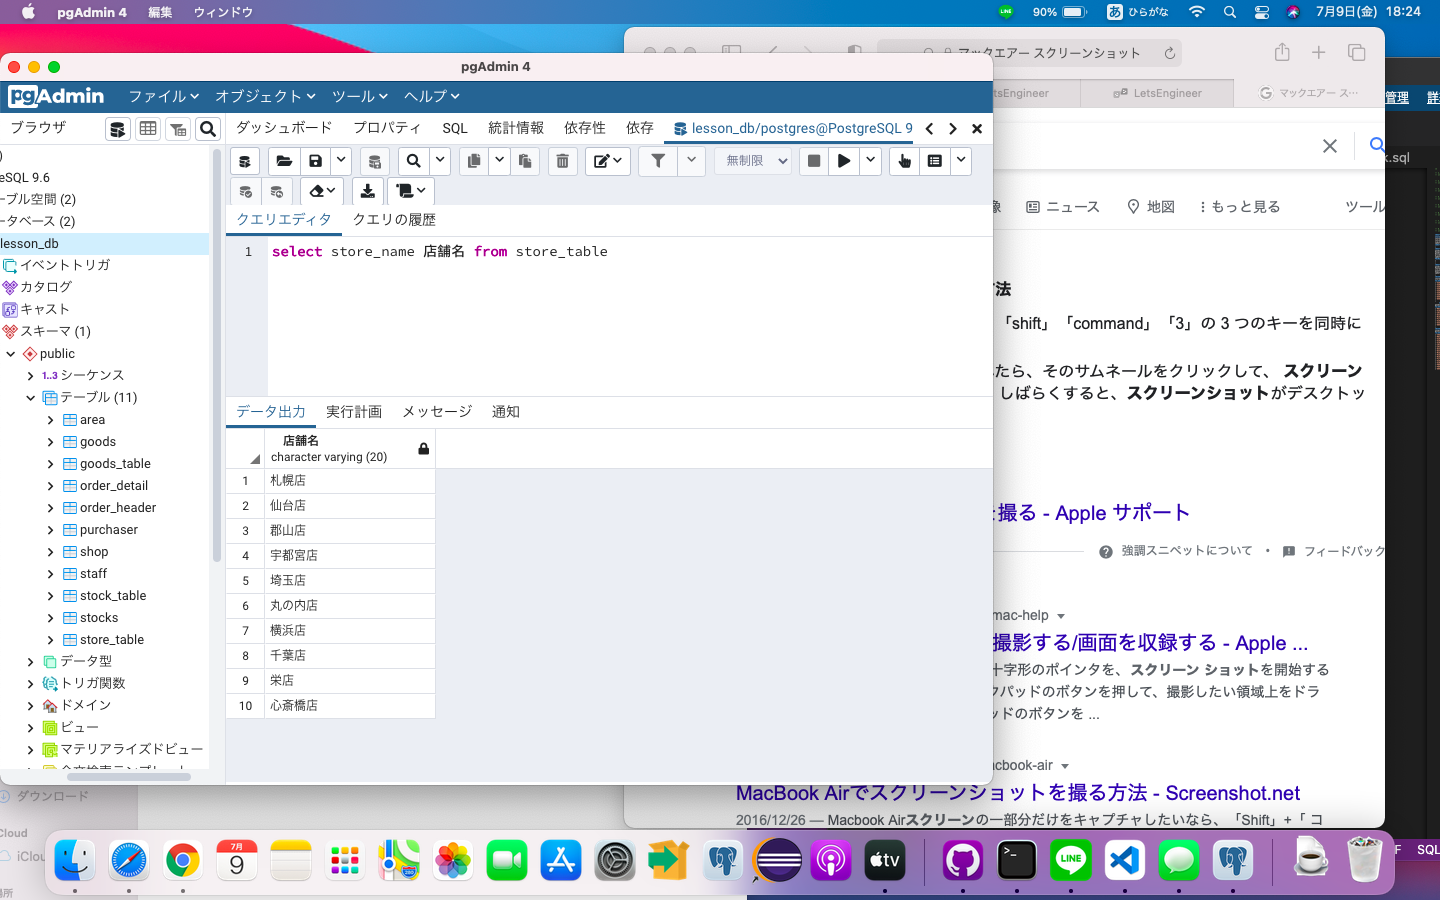 pgAdmin 4 編集 ウィンドウ
LINE 90% あ ひらがな 7月9日(金) 18:24
pgAdmin 4
マックエアー スクリーンショット
pgAdmin ファイル オブジェクト ツール ヘルプ
etsEngineer LetsEngineer マックエアー ス…
管理 詳
k.sql
ブラウザ
ダッシュボード プロパティ SQL 統計情報 依存性 依存 lesson_db/postgres@PostgreSQL 9
無制限
クエリエディタ クエリの履歴
1 select store_name 店舗名 from store_table
)
eSQL 9.6
ーブル空間 (2)
ータベース (2)
lesson_db
イベントトリガ
カタログ
キャスト
スキーマ (1)
public
1..3 シーケンス
テーブル (11)
area
goods
goods_table
order_detail
order_header
purchaser
shop
staff
stock_table
stocks
store_table
データ型
トリガ関数
ドメイン
ビュー
マテリアライズドビュー
データ出力 実行計画 メッセージ 通知
店舗名
character varying (20)
1 札幌店
2 仙台店
3 郡山店
4 宇都宮店
5 埼玉店
6 丸の内店
7 横浜店
8 千葉店
9 栄店
10 心斎橋店
像 ニュース 地図 もっと見る ツール
法
「shift」「command」「3」の 3 つのキーを同時に
たら、そのサムネールをクリックして、 スクリーン
しばらくすると、スクリーンショットがデスクトッ
撮る - Apple サポート
強調スニペットについて • フィードバック
mac-help
撮影する/画面を収録する - Apple ...
十字形のポインタを、スクリーン ショットを開始する
クパッドのボタンを押して、撮影したい領域上をドラ
ッドのボタンを ...
acbook-air
MacBook Airでスクリーンショットを撮る方法 - Screenshot.net
2016/12/26 — Macbook Airスクリーンの一部分だけをキャプチャしたいなら、「Shift」+「 コ
ダウンロード
Cloud
iClou
場所
7月
9
280
tv
LINE
F SQL